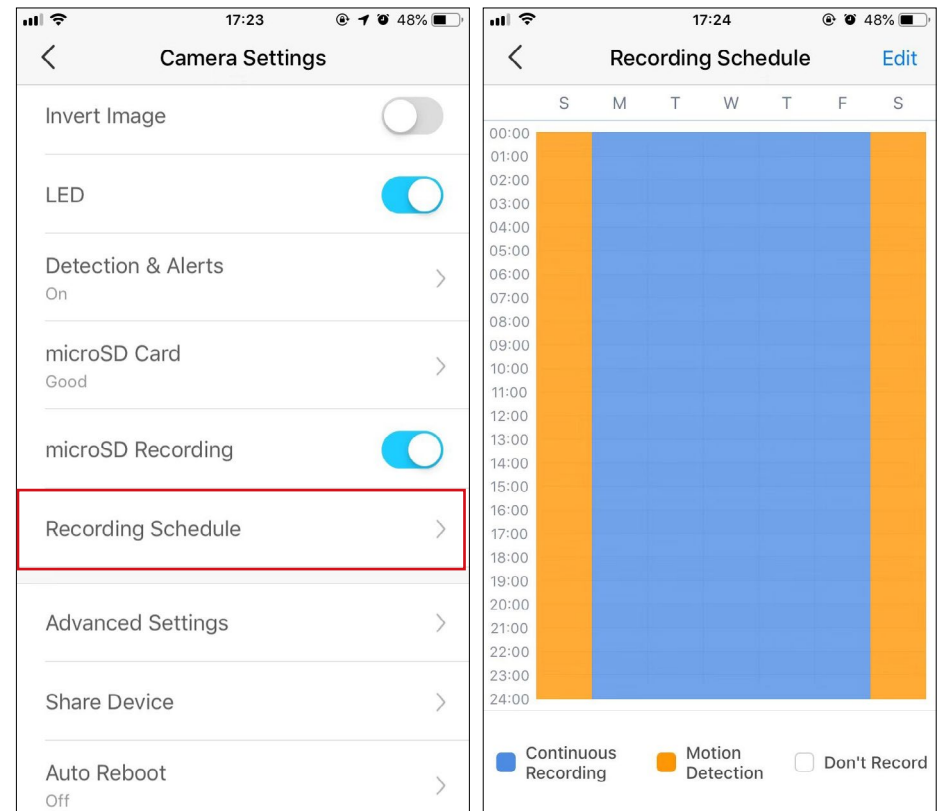 17:23
48%
Camera Settings
Invert Image
LED
Detection & Alerts
On
microSD Card
Good
microSD Recording
Recording Schedule
Advanced Settings
Share Device
Auto Reboot
Off
17:24
48%
Recording Schedule
Edit
S M T W T F S
00:00
01:00
02:00
03:00
04:00
05:00
06:00
07:00
08:00
09:00
10:00
11:00
12:00
13:00
14:00
15:00
16:00
17:00
18:00
19:00
20:00
21:00
22:00
23:00
24:00
Continuous
Recording
Motion
Detection
Don't Record